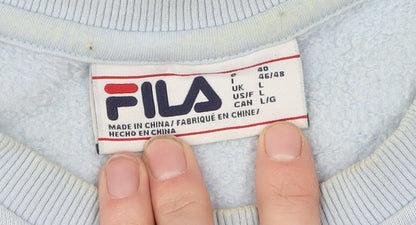 FILA
P 40
I 46/48
UK L
US/F L
CAN L/G
MADE IN CHINA/ FABRIQUÉ EN CHINE/
HECHO EN CHINA